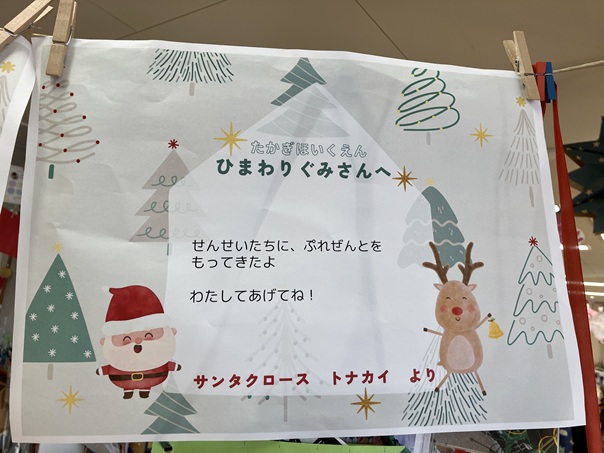 たかぎほいくえん
ひまわりぐみさんへ
せんせいたちに、ぷれぜんとを
もってきたよ
わたしてあげてね！
サンタクロース　トナカイ　より